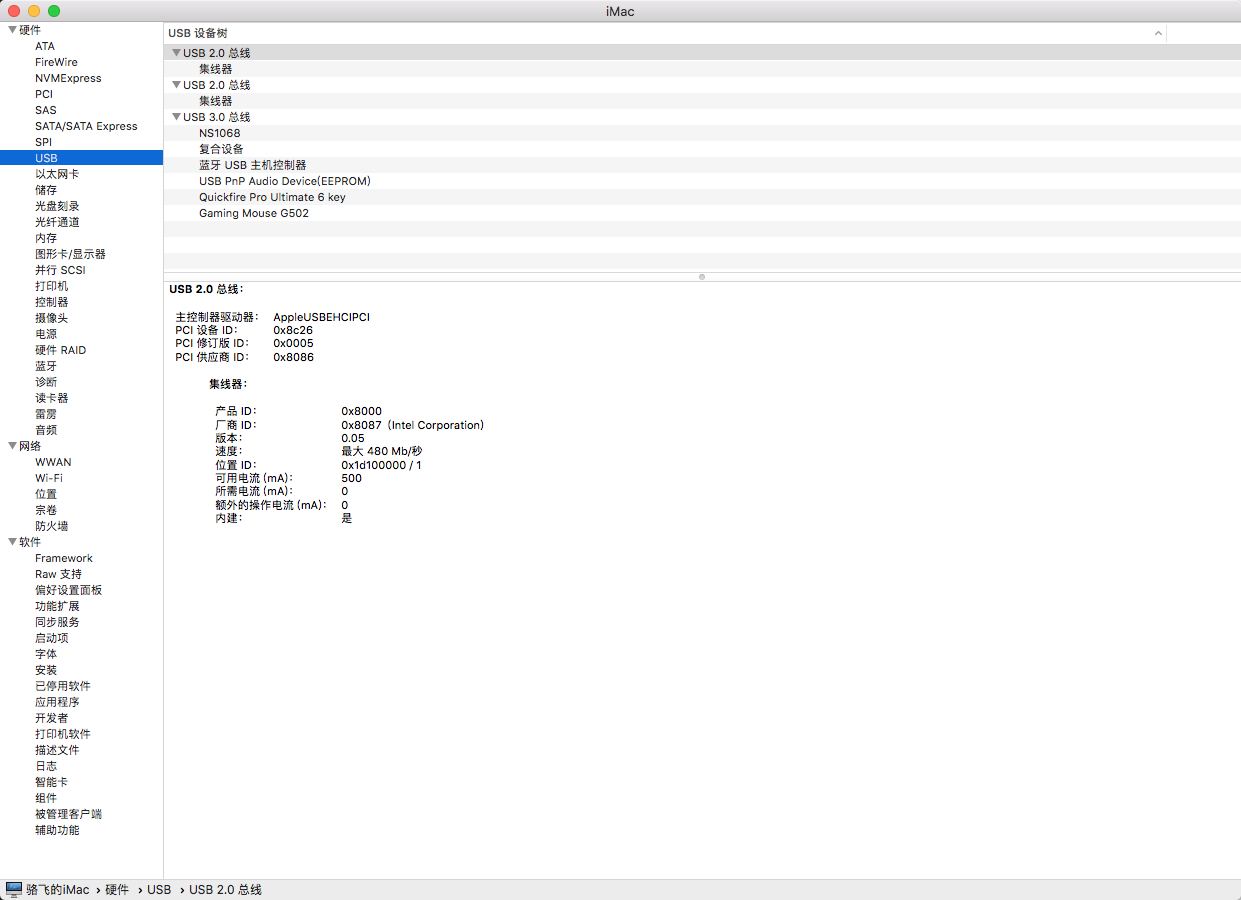 iMac
硬件
ATA
FireWire
NVMExpress
PCI
SAS
SATA/SATA Express
SPI
USB
以太网卡
储存
光盘刻录
光纤通道
内存
图形卡/显示器
并行 SCSI
打印机
控制器
摄像头
电源
硬件 RAID
蓝牙
诊断
读卡器
雷雳
音频
网络
WWAN
Wi-Fi
位置
宗卷
防火墙
软件
Framework
Raw 支持
偏好设置面板
功能扩展
同步服务
启动项
字体
安装
已停用软件
应用程序
开发者
打印机软件
描述文件
日志
智能卡
组件
被管理客户端
辅助功能
USB 设备树
USB 2.0 总线
集线器
USB 2.0 总线
集线器
USB 3.0 总线
NS1068
复合设备
蓝牙 USB 主机控制器
USB PnP Audio Device(EEPROM)
Quickfire Pro Ultimate 6 key
Gaming Mouse G502
USB 2.0 总线：
主控制器驱动器： AppleUSBEHCIPCI
PCI 设备 ID： 0x8c26
PCI 修订版 ID： 0x0005
PCI 供应商 ID： 0x8086
集线器：
产品 ID： 0x8000
厂商 ID： 0x8087（Intel Corporation）
版本： 0.05
速度： 最大 480 Mb/秒
位置 ID： 0x1d100000 / 1
可用电流 (mA)： 500
所需电流 (mA)： 0
额外的操作电流 (mA)： 0
内建： 是
骆飞的iMac › 硬件 › USB › USB 2.0 总线